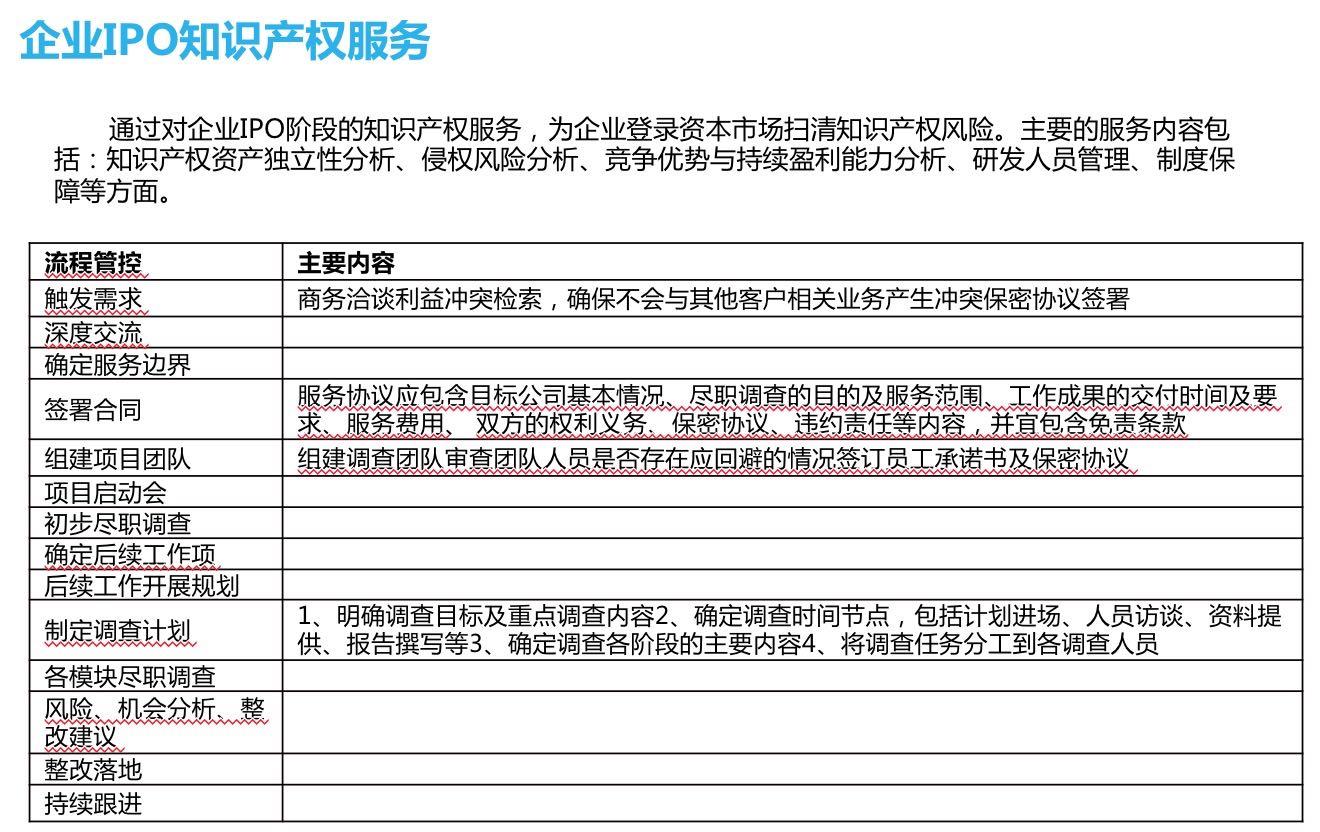 企业IPO知识产权服务
通过对企业IPO阶段的知识产权服务，为企业登录资本市场扫清知识产权风险。主要的服务内容包
括：知识产权资产独立性分析、侵权风险分析、竞争优势与持续盈利能力分析、研发人员管理、制度保
障等方面。
流程管控 主要内容
触发需求 商务洽谈利益冲突检索，确保不会与其他客户相关业务产生冲突保密协议签署
深度交流
确定服务边界
签署合同
服务协议应包含目标公司基本情况、尽职调查的目的及服务范围、工作成果的交付时间及要
求、服务费用、 双方的权利义务、保密协议、违约责任等内容，并宜包含免责条款
组建项目团队 组建调查团队审查团队人员是否存在应回避的情况签订员工承诺书及保密协议
项目启动会
初步尽职调查
确定后续工作项
后续工作开展规划
制定调查计划
1、明确调查目标及重点调查内容2、确定调查时间节点，包括计划进场、人员访谈、资料提
供、报告撰写等3、确定调查各阶段的主要内容4、将调查任务分工到各调查人员
各模块尽职调查
风险、机会分析、整
改建议
整改落地
持续跟进